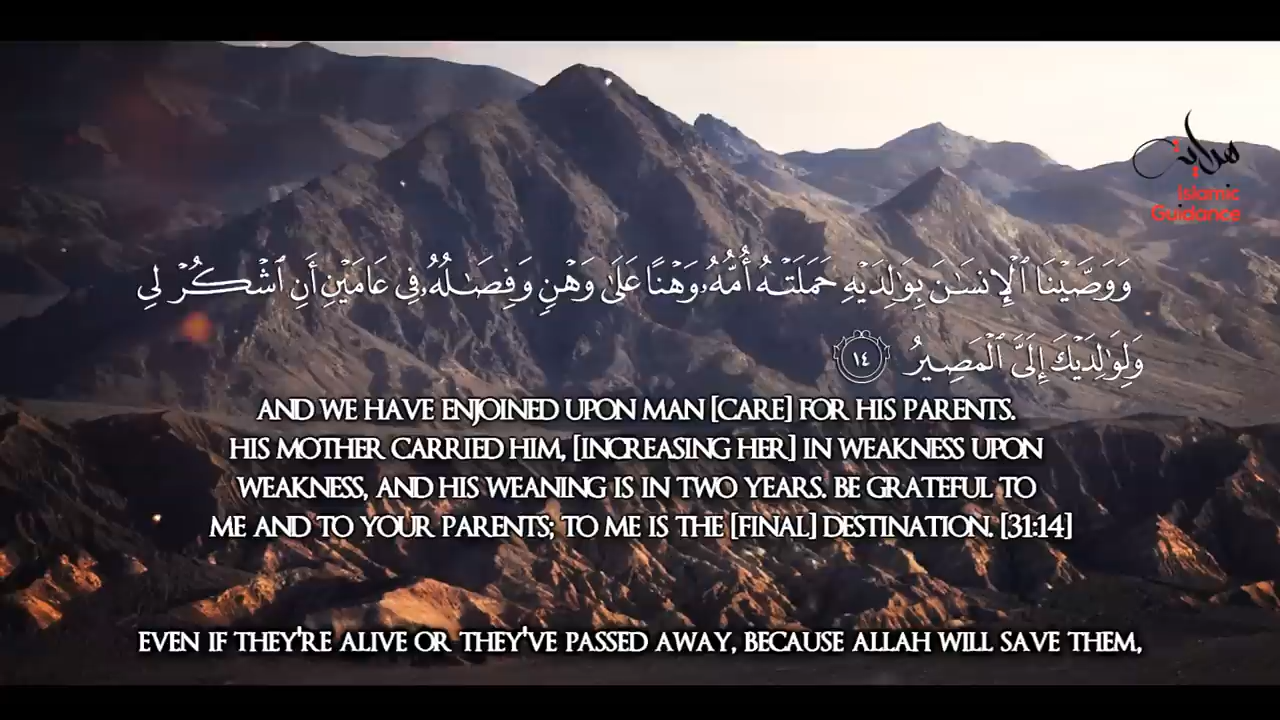 هداية
Islamic
Guidance
وَوَصَّيْنَا ٱلْإِنسَٰنَ بِوَٰلِدَيْهِ حَمَلَتْهُ أُمُّهُۥ وَهْنًا عَلَىٰ وَهْنٍ وَفِصَٰلُهُۥ فِى عَامَيْنِ أَنِ ٱشْكُرْ لِى
وَلِوَٰلِدَيْكَ إِلَىَّ ٱلْمَصِيرُ ١٤
AND WE HAVE ENJOINED UPON MAN [CARE] FOR HIS PARENTS.
HIS MOTHER CARRIED HIM, [INCREASING HER] IN WEAKNESS UPON
WEAKNESS, AND HIS WEANING IS IN TWO YEARS. BE GRATEFUL TO
ME AND TO YOUR PARENTS; TO ME IS THE [FINAL] DESTINATION. [31:14]
EVEN IF THEY'RE ALIVE OR THEY'VE PASSED AWAY, BECAUSE ALLAH WILL SAVE THEM,